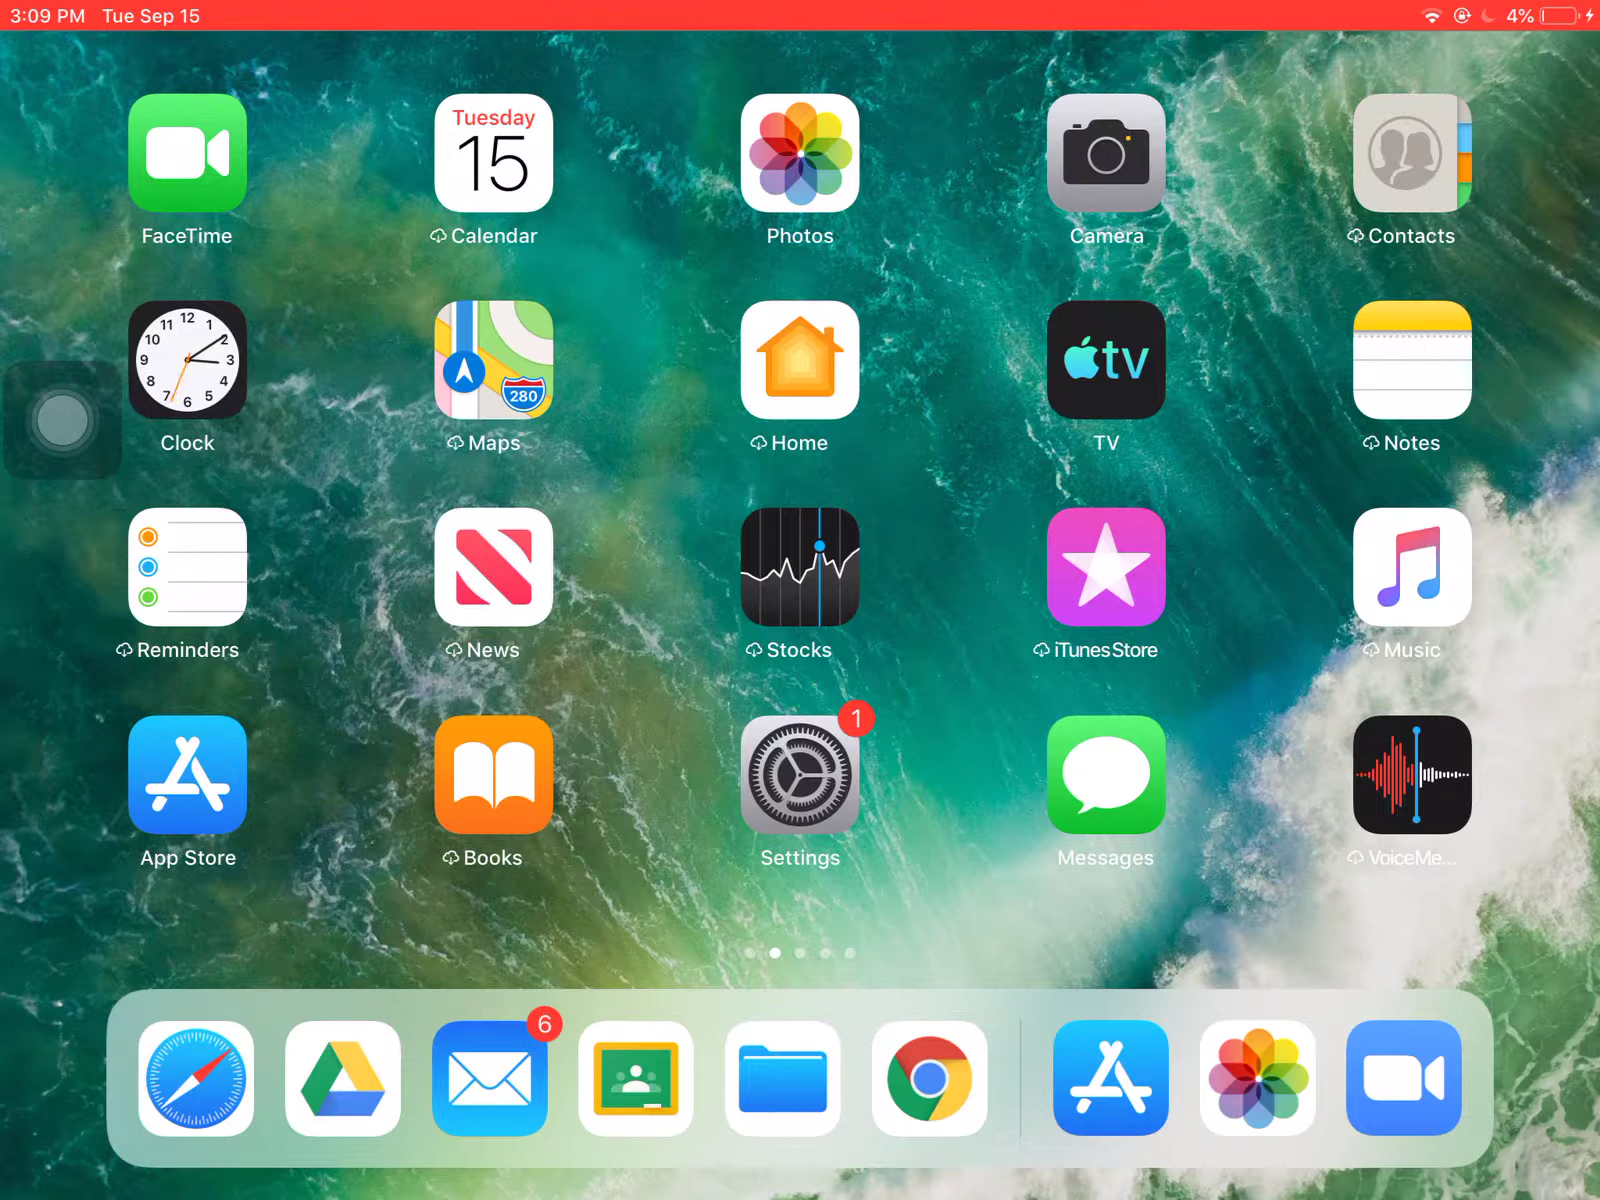 3:09 PM Tue Sep 15 4%
Tuesday
15
FaceTime Calendar Photos Camera Contacts
12
11 1
10 2
9 3
8 4
7 5
6
280
tv
Clock Maps Home TV Notes
Reminders News Stocks iTunes Store Music
1
App Store Books Settings Messages VoiceMe...
6